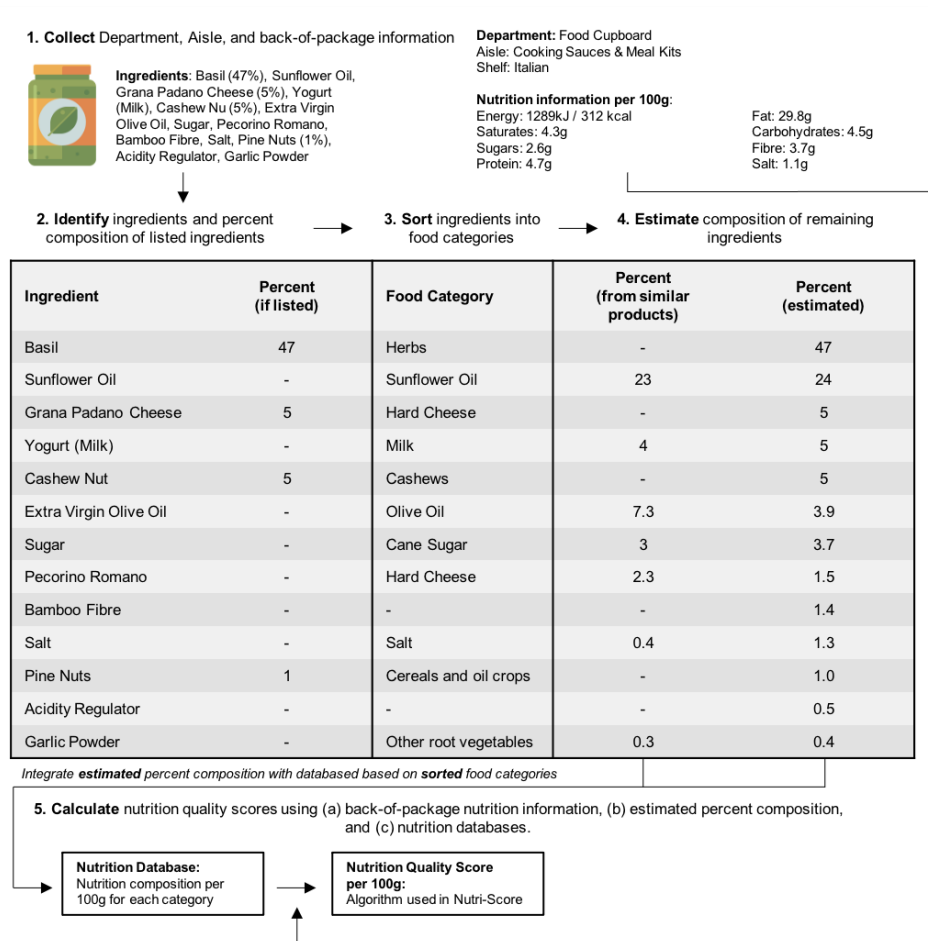 1. Collect Department, Aisle, and back-of-package information
Ingredients: Basil (47%), Sunflower Oil,
Grana Padano Cheese (5%), Yogurt
(Milk), Cashew Nu (5%), Extra Virgin
Olive Oil, Sugar, Pecorino Romano,
Bamboo Fibre, Salt, Pine Nuts (1%),
Acidity Regulator, Garlic Powder
Department: Food Cupboard
Aisle: Cooking Sauces & Meal Kits
Shelf: Italian
Nutrition information per 100g:
Energy: 1289kJ / 312 kcal
Saturates: 4.3g
Sugars: 2.6g
Protein: 4.7g
Fat: 29.8g
Carbohydrates: 4.5g
Fibre: 3.7g
Salt: 1.1g
2. Identify ingredients and percent
composition of listed ingredients
3. Sort ingredients into
food categories
4. Estimate composition of remaining
ingredients
Ingredient
Percent
(if listed)
Food Category
Percent
(from similar
products)
Percent
(estimated)
Basil 47 Herbs - 47
Sunflower Oil - Sunflower Oil 23 24
Grana Padano Cheese 5 Hard Cheese - 5
Yogurt (Milk) - Milk 4 5
Cashew Nut 5 Cashews - 5
Extra Virgin Olive Oil - Olive Oil 7.3 3.9
Sugar - Cane Sugar 3 3.7
Pecorino Romano - Hard Cheese 2.3 1.5
Bamboo Fibre - - - 1.4
Salt - Salt 0.4 1.3
Pine Nuts 1 Cereals and oil crops - 1.0
Acidity Regulator - - - 0.5
Garlic Powder - Other root vegetables 0.3 0.4
Integrate estimated percent composition with databased based on sorted food categories
5. Calculate nutrition quality scores using (a) back-of-package nutrition information, (b) estimated percent composition,
and (c) nutrition databases.
Nutrition Database:
Nutrition composition per
100g for each category
Nutrition Quality Score
per 100g:
Algorithm used in Nutri-Score